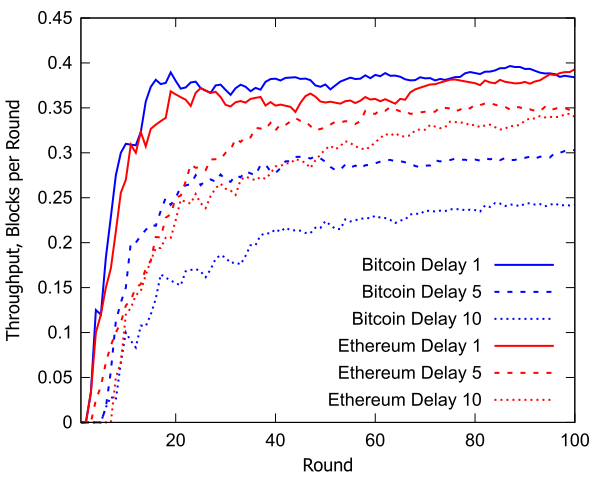 0.45
0.4
0.35
0.3
0.25
0.2
0.15
0.1
0.05
0
Throughput, Blocks per Round
Bitcoin Delay 1
Bitcoin Delay 5
Bitcoin Delay 10
Ethereum Delay 1
Ethereum Delay 5
Ethereum Delay 10
20 40 60 80 100
Round